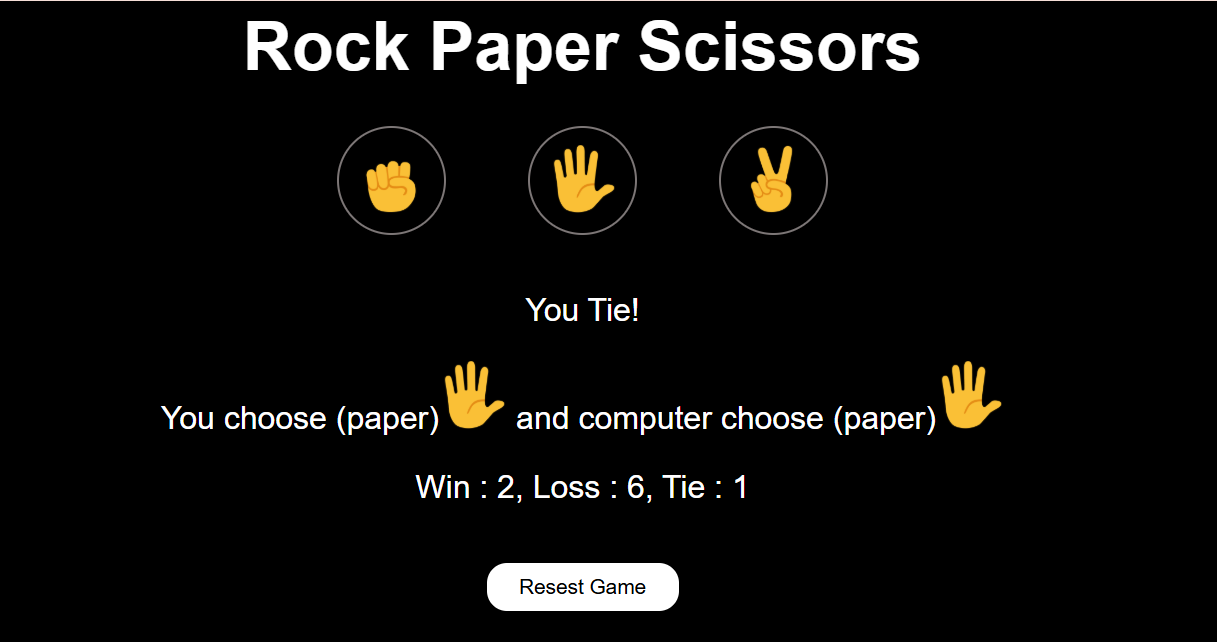 Rock Paper Scissors
You Tie!
You choose (paper) and computer choose (paper)
Win : 2, Loss : 6, Tie : 1
Resest Game